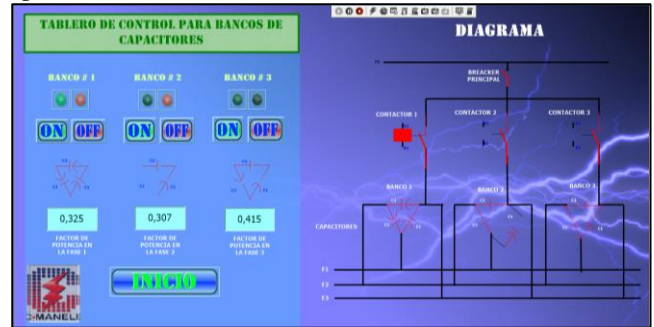 TABLERO DE CONTROL PARA BANCOS DE
CAPACITORES
BANCO # 1
BANCO # 2
BANCO # 3
ON
OFF
ON
OFF
ON
OFF
0,325
0,307
0,415
FACTOR DE
POTENCIA EN
LA FASE 1
FACTOR DE
POTENCIA EN
LA FASE 2
FACTOR DE
POTENCIA EN
LA FASE 3
INICIO
DIAGRAMA
BREACKER
PRINCIPAL
CONTACTOR 1
CONTACTOR 2
CONTACTOR 3
BANCO 2
BANCO 3
CAPACITORES
F1
F2
F3